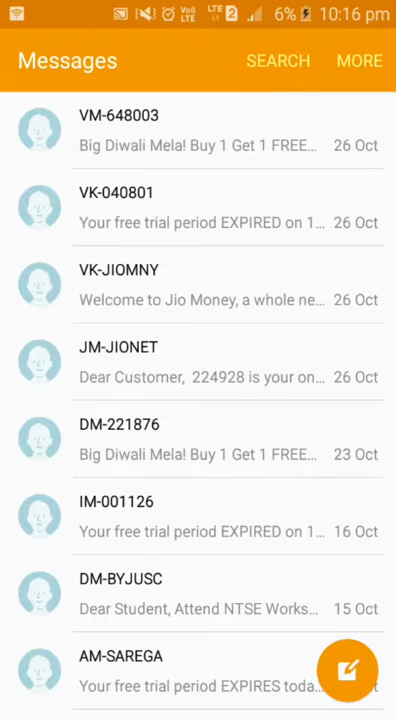 Vol) LTE LTE 2 6% 10:16 pm
Messages SEARCH MORE
VM-648003
Big Diwali Mela! Buy 1 Get 1 FREE... 26 Oct
VK-040801
Your free trial period EXPIRED on 1... 26 Oct
VK-JIOMNY
Welcome to Jio Money, a whole ne... 26 Oct
JM-JIONET
Dear Customer, 224928 is your on... 26 Oct
DM-221876
Big Diwali Mela! Buy 1 Get 1 FREE... 23 Oct
IM-001126
Your free trial period EXPIRED on 1... 16 Oct
DM-BYJUSC
Dear Student, Attend NTSE Works... 15 Oct
AM-SAREGA
Your free trial period EXPIRES toda...